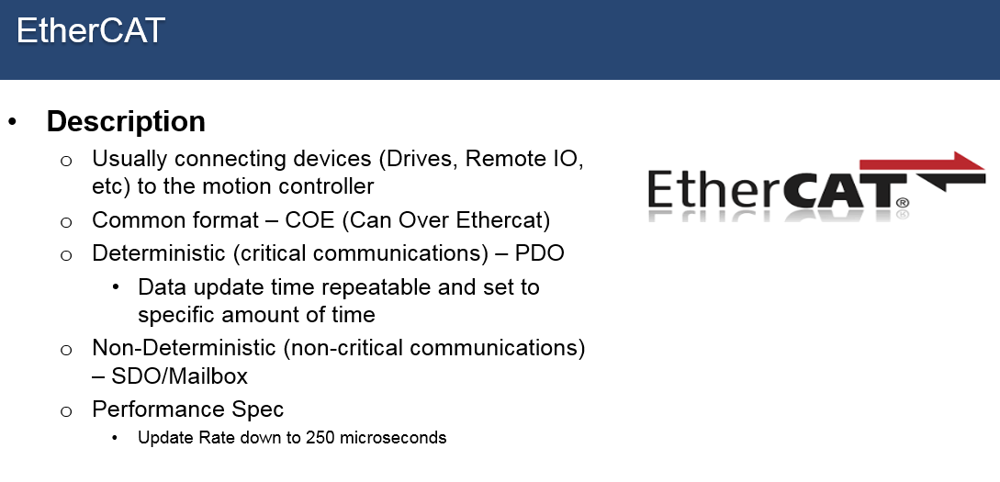 EtherCAT
• Description
o Usually connecting devices (Drives, Remote IO,
etc) to the motion controller
o Common format – COE (Can Over Ethercat)
o Deterministic (critical communications) – PDO
• Data update time repeatable and set to
specific amount of time
o Non-Deterministic (non-critical communications)
– SDO/Mailbox
o Performance Spec
• Update Rate down to 250 microseconds
EtherCAT®